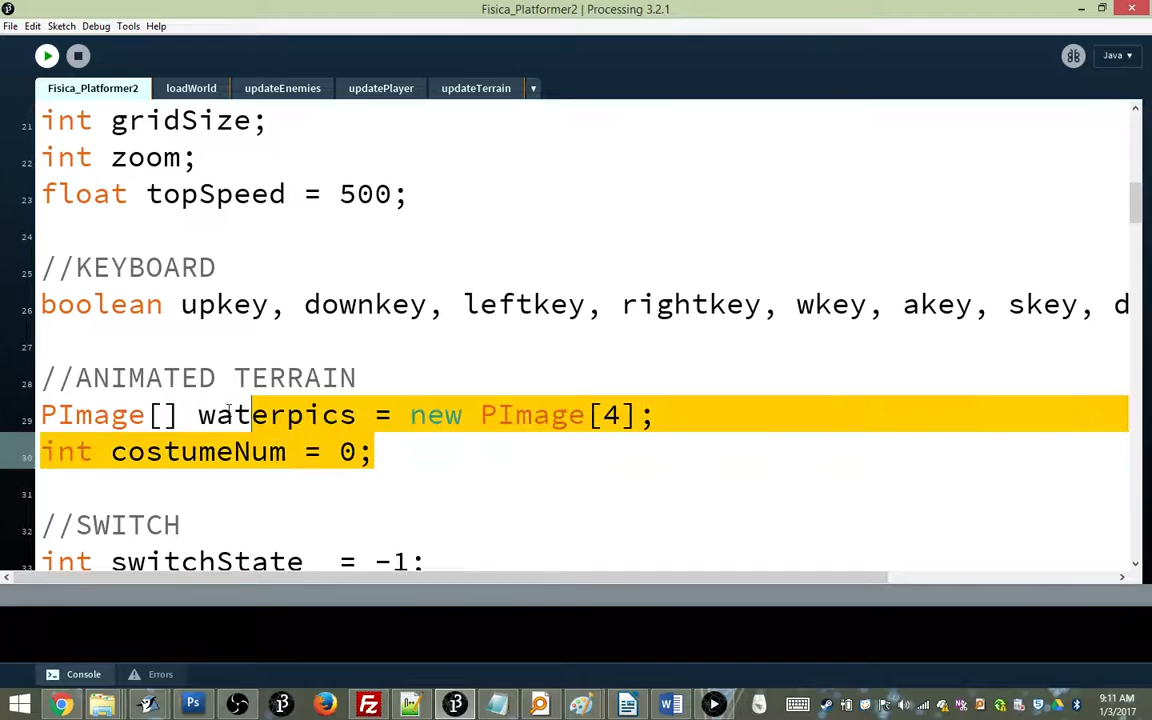 Fisica_Platformer2 | Processing 3.2.1
File Edit Sketch Debug Tools Help
Java ▾
Fisica_Platformer2 loadWorld updateEnemies updatePlayer updateTerrain ▾
21 int gridSize;
22 int zoom;
23 float topSpeed = 500;
24
25 //KEYBOARD
26 boolean upkey, downkey, leftkey, rightkey, wkey, akey, skey, d
27
28 //ANIMATED TERRAIN
29 PImage[] waterpics = new PImage[4];
30 int costumeNum = 0;
31
32 //SWITCH
33 int switchState = -1;
Console Errors
9:11 AM
1/3/2017